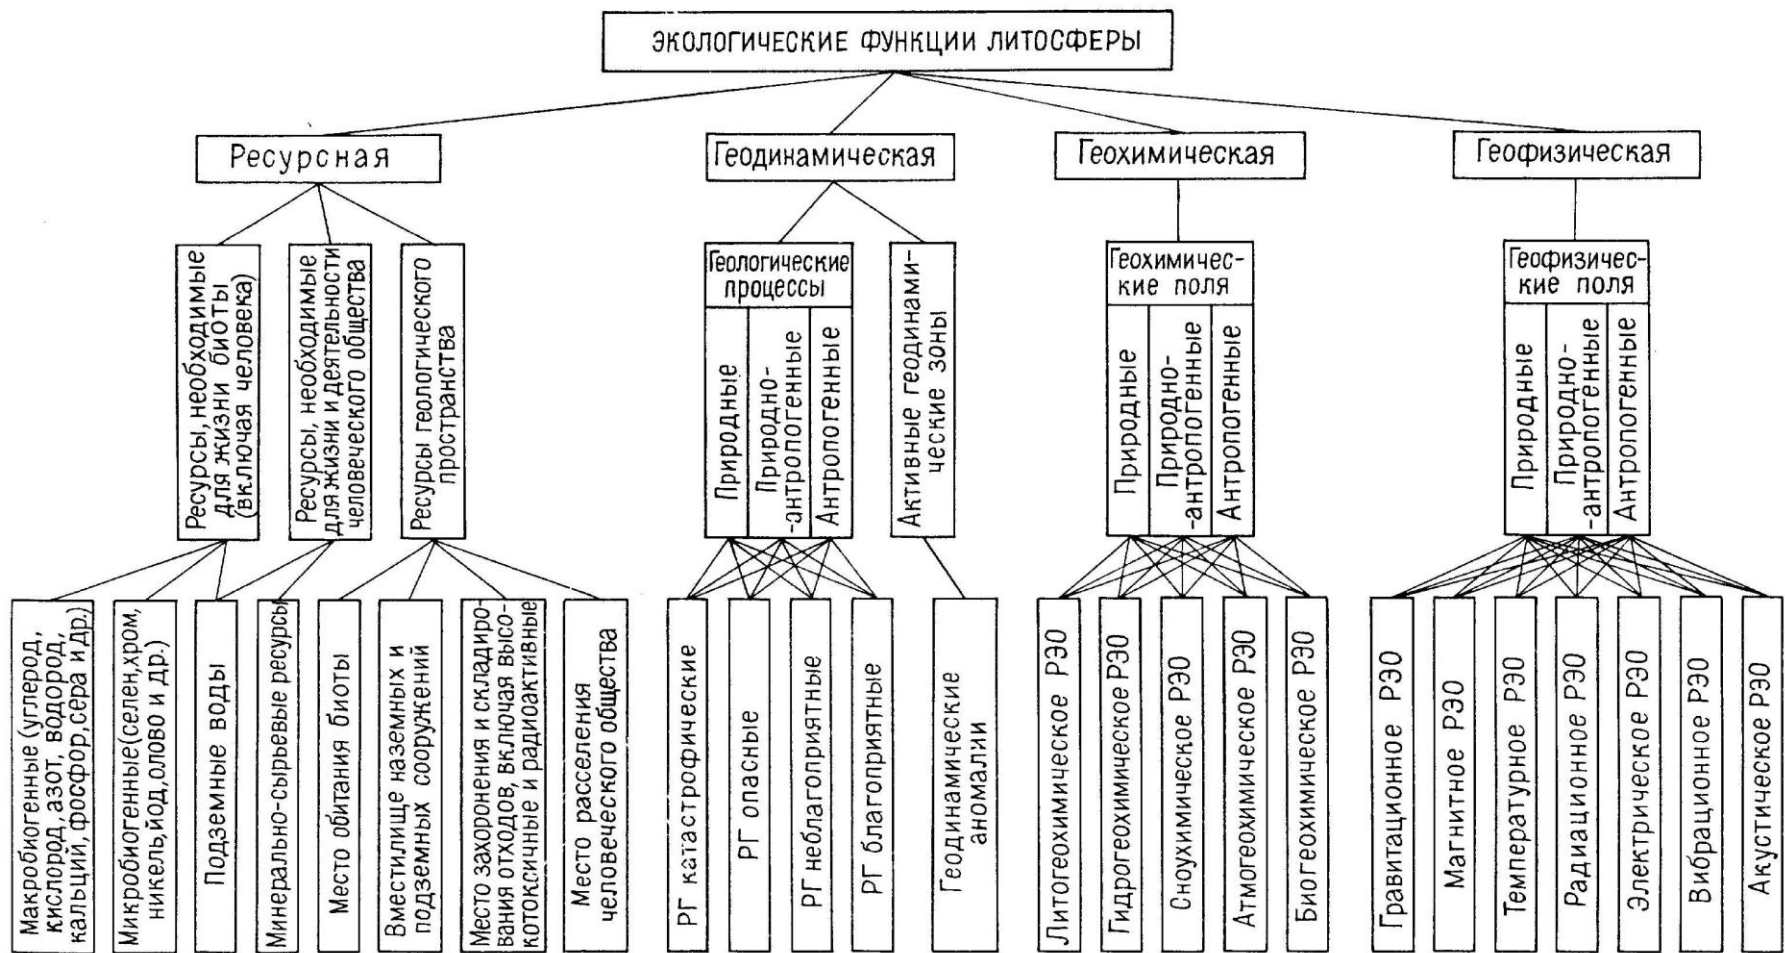 ЭКОЛОГИЧЕСКИЕ ФУНКЦИИ ЛИТОСФЕРЫ
Ресурсная
Геодинамическая
Геохимическая
Геофизическая
Ресурсы, необходимые
для жизни биоты
(включая человека)
Ресурсы, необходимые
для жизни и деятельности
человеческого общества
Ресурсы геологического
пространства
Геологические
процессы
Природные
Природно-
-антропогенные
Антропогенные
Активные геодинами-
ческие зоны
Геохимичес-
кие поля
Природные
Природно-
-антропогенные
Антропогенные
Геофизичес-
кие поля
Природные
Природно-
-антропогенные
Антропогенные
Макробиогенные (углерод,
кислород, азот, водород,
кальций, фосфор, сера и др.)
Микробиогенные (селен, хром,
никель, йод, олово и др.)
Подземные воды
Минерально-сырьевые ресурсы
Место обитания биоты
Вместилище наземных и
подземных сооружений
Место захоронения и складиро-
вания отходов, включая высо-
котоксичные и радиоактивные
Место расселения
человеческого общества
РГ катастрофические
РГ опасные
РГ неблагоприятные
РГ благоприятные
Геодинамические
аномалии
Литогеохимическое РЭО
Гидрогеохимическое РЭО
Сноухимическое РЭО
Атмогеохимическое РЭО
Биогеохимическое РЭО
Гравитационное РЭО
Магнитное РЭО
Температурное РЭО
Радиационное РЭО
Электрическое РЭО
Вибрационное РЭО
Акустическое РЭО